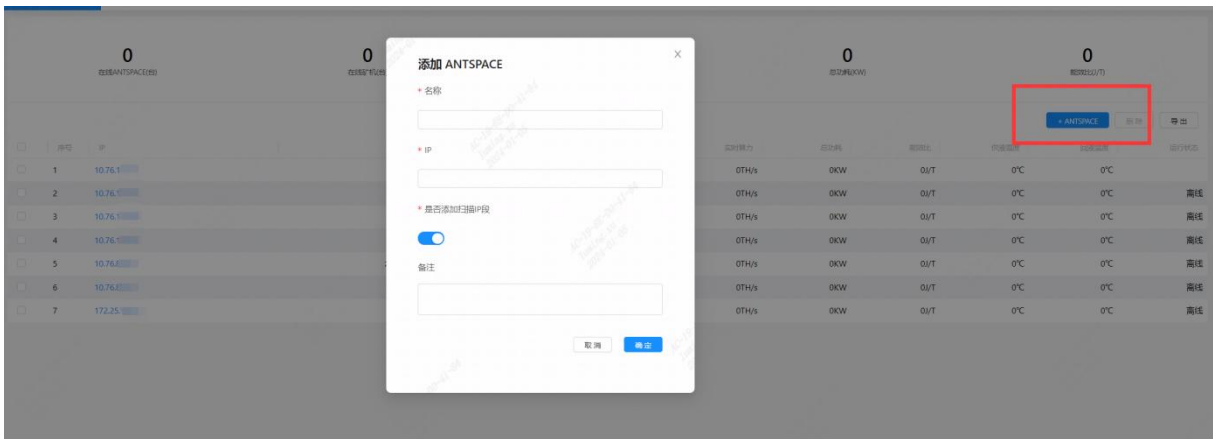 0
在线ANTSPACE(台)
0
0
总功耗(KW)
0
能效比(J/T)
添加 ANTSPACE
* 名称
* IP
* 是否添加扫描IP段
备注
取消 确定
+ ANTSPACE 删除 导出
序号 IP 实时算力 总功耗 能效比 运行状态
1 10.76.1 0TH/s 0KW 0J/T 0℃ 0℃
2 10.76.1 0TH/s 0KW 0J/T 0℃ 0℃ 离线
3 10.76.1 0TH/s 0KW 0J/T 0℃ 0℃ 离线
4 10.76.1 0TH/s 0KW 0J/T 0℃ 0℃ 离线
5 10.76. 0TH/s 0KW 0J/T 0℃ 0℃ 离线
6 10.76. 0TH/s 0KW 0J/T 0℃ 0℃ 离线
7 172.25. 0TH/s 0KW 0J/T 0℃ 0℃ 离线